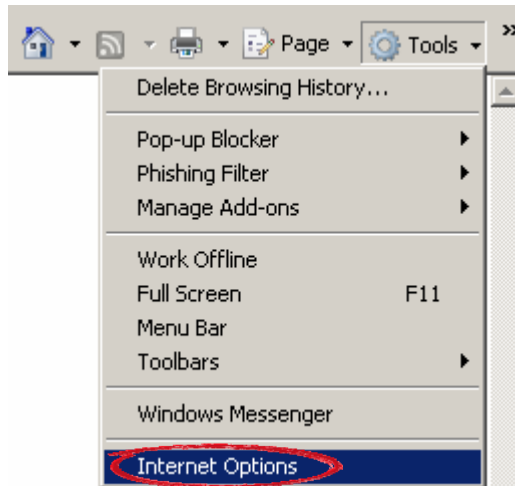 Page Tools »
Delete Browsing History...
Pop-up Blocker
Phishing Filter
Manage Add-ons
Work Offline
Full Screen F11
Menu Bar
Toolbars
Windows Messenger
Internet Options